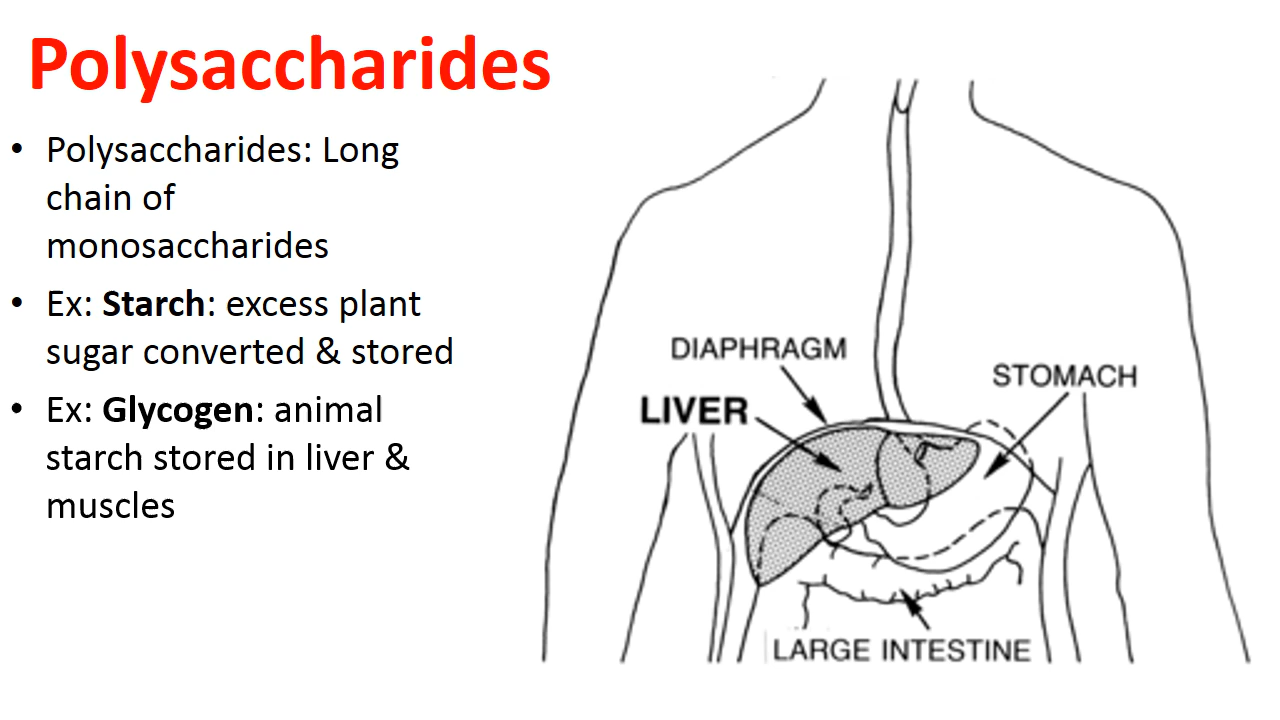 Polysaccharides
• Polysaccharides: Long
chain of
monosaccharides
• Ex: Starch: excess plant
sugar converted & stored
• Ex: Glycogen: animal
starch stored in liver &
muscles
DIAPHRAGM
STOMACH
LIVER
LARGE INTESTINE